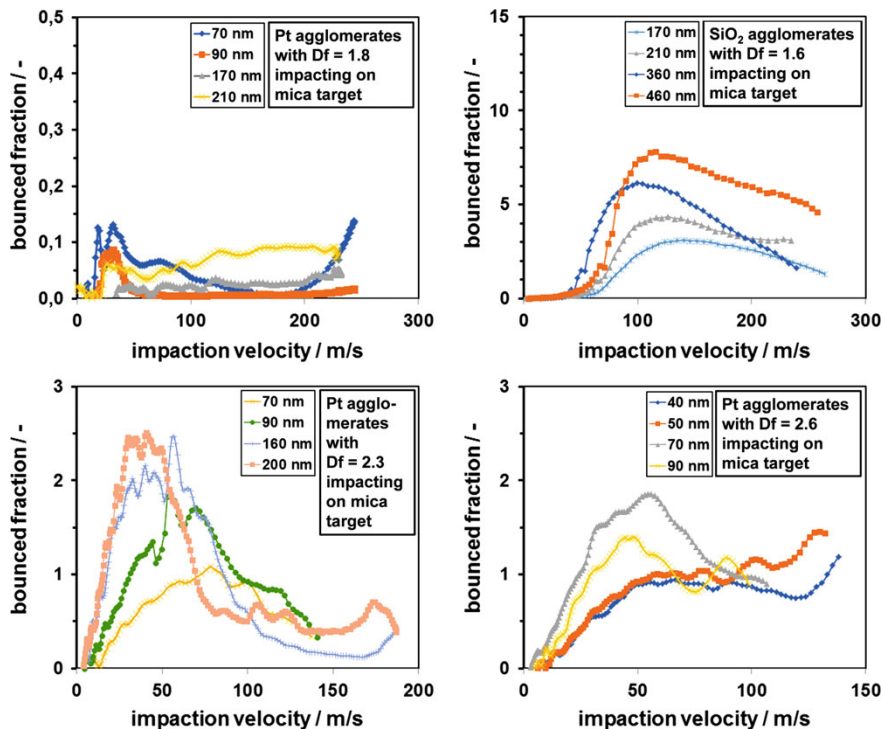 0,5
0,4
0,3
0,2
0,1
0,0
bounced fraction / -
70 nm
90 nm
170 nm
210 nm
Pt agglomerates
with Df = 1.8
impacting on
mica target
0
100
200
300
impaction velocity / m/s
15
10
5
0
bounced fraction / -
170 nm
210 nm
360 nm
460 nm
SiO₂ agglomerates
with Df = 1.6
impacting on
mica target
0
100
200
300
impaction velocity / m/s
3
2
1
0
bounced fraction / -
70 nm
90 nm
160 nm
200 nm
Pt agglo-
merates
with
Df = 2.3
impacting
on mica
target
0
50
100
150
200
impaction velocity / m/s
3
2
1
0
bounced fraction / -
40 nm
50 nm
70 nm
90 nm
Pt agglomerates
with Df = 2.6
impacting on
mica target
0
50
100
150
impaction velocity / m/s